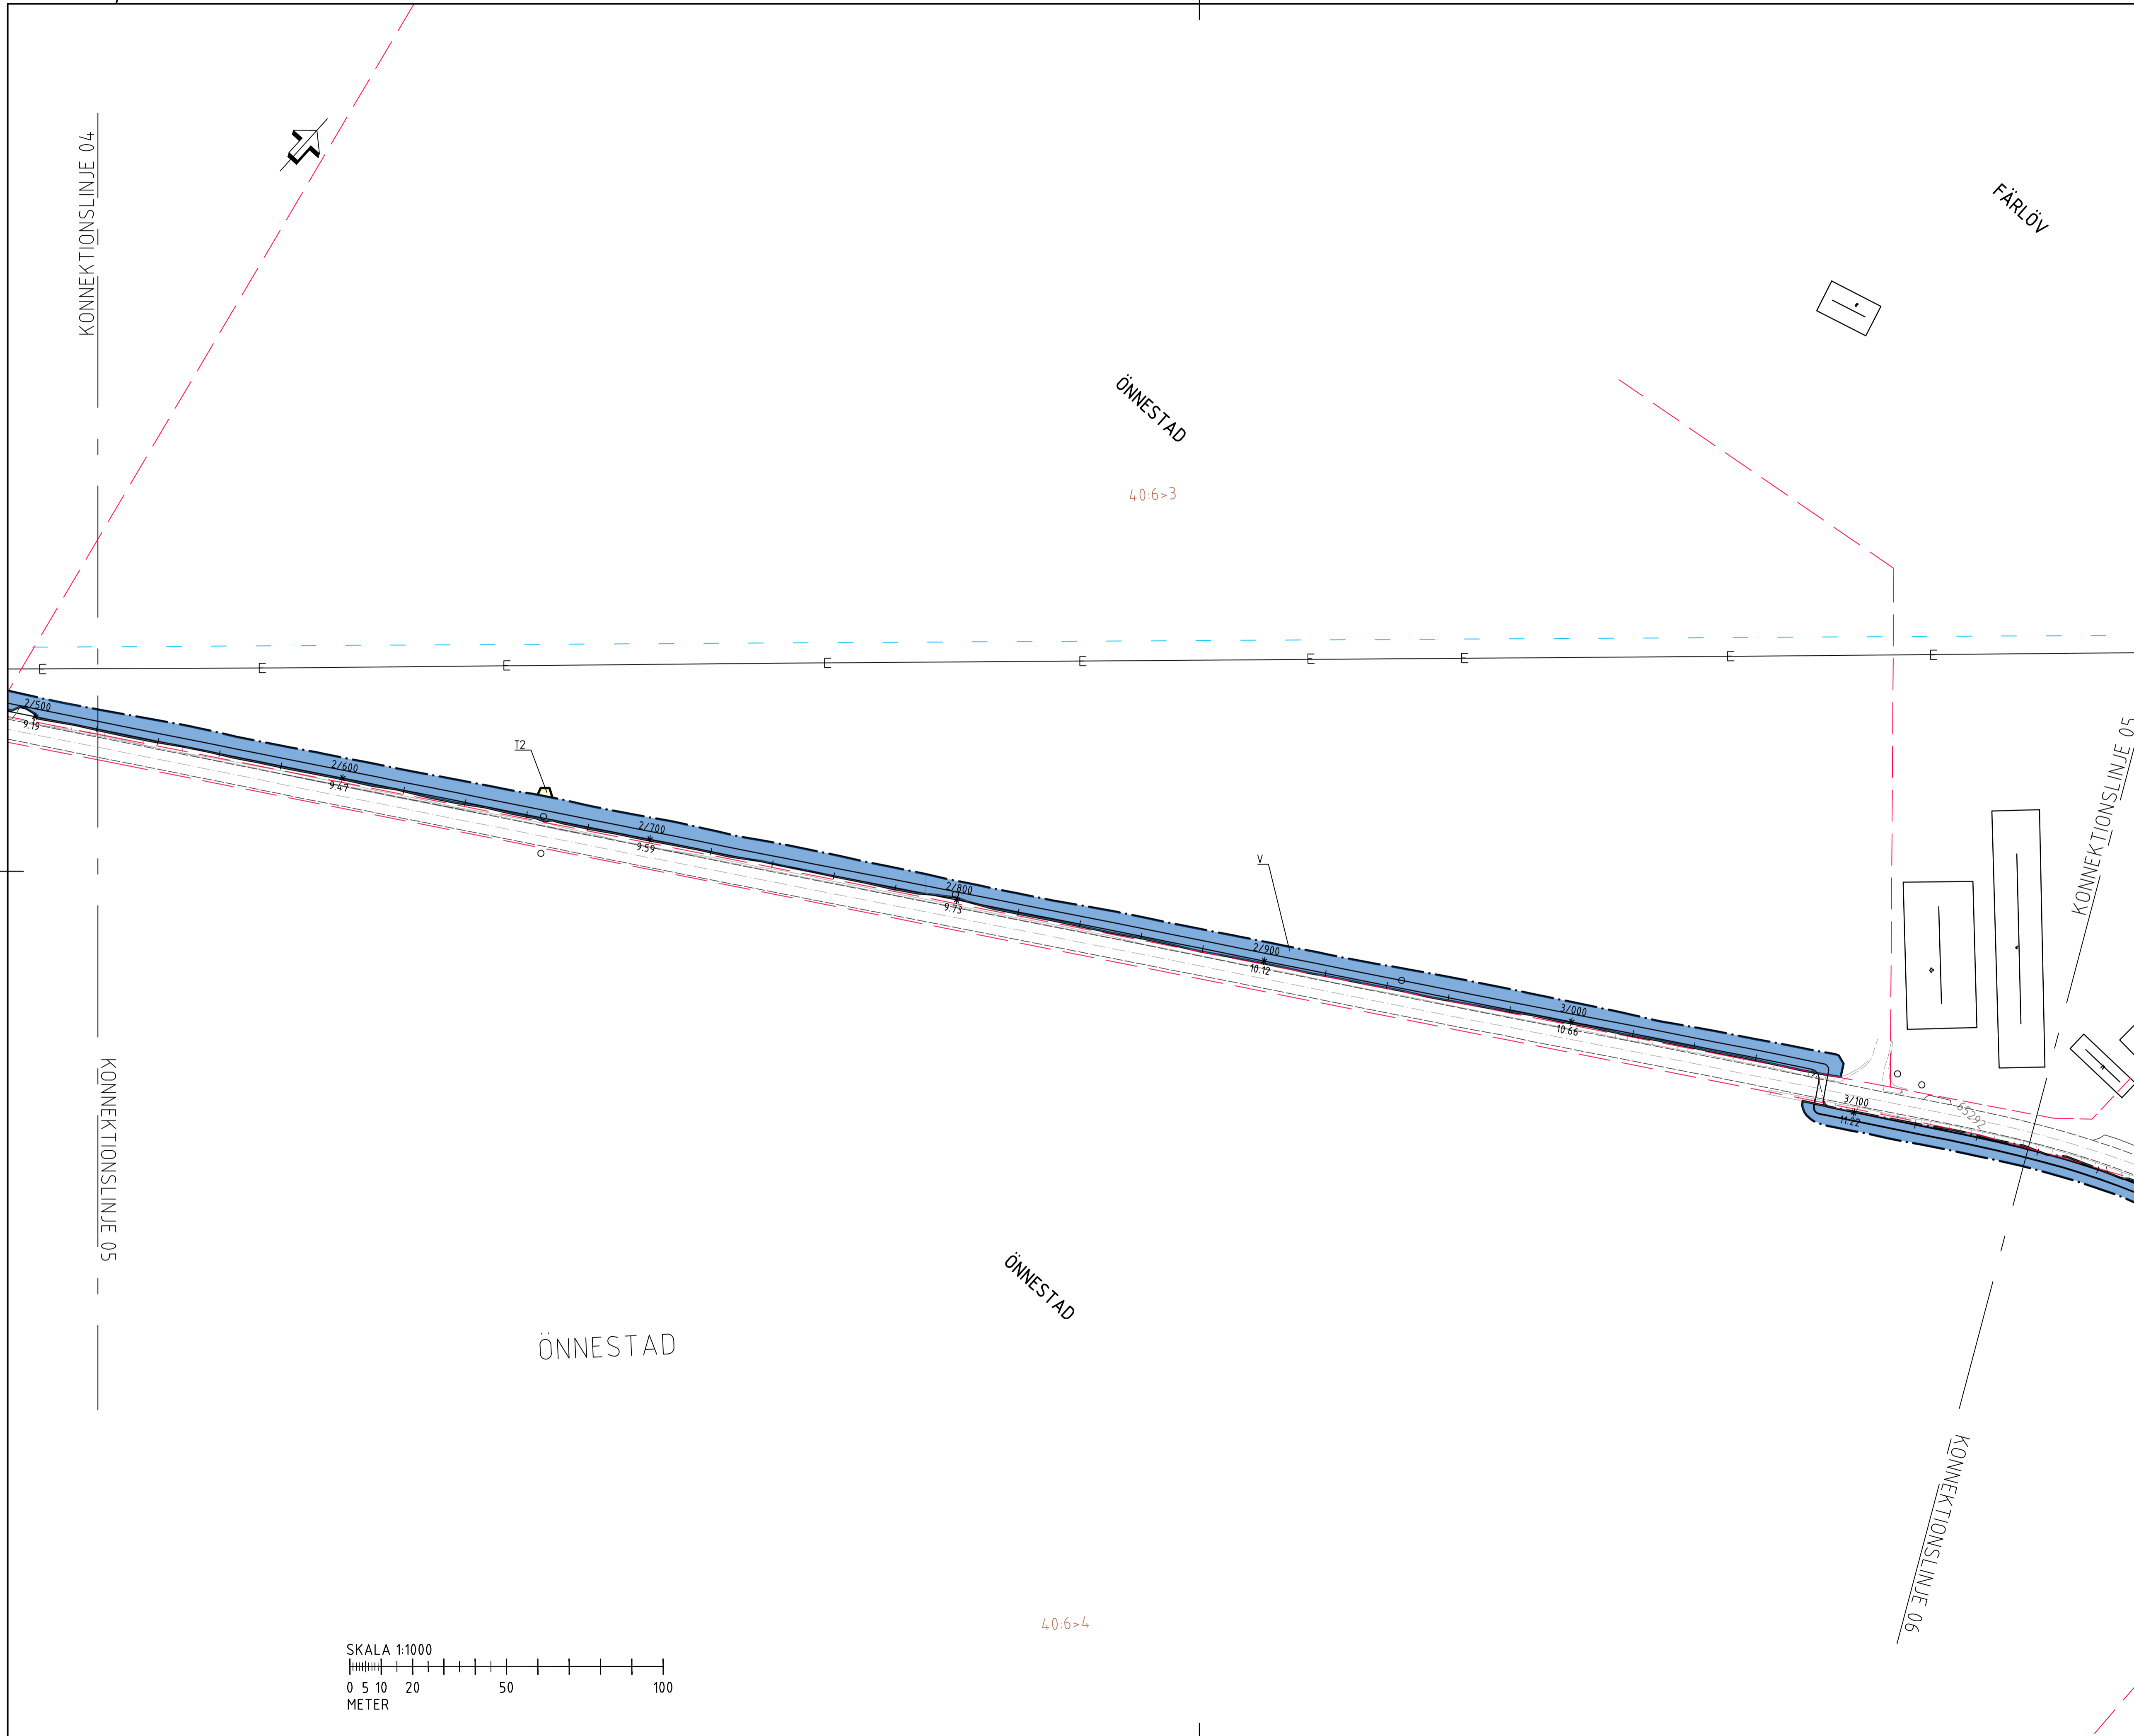 KONNEKTIONSLINJE 04
FÄRLÖV
ÖNNESTAD
40:6>3
E E E E E E E E E
2/500
9.19
T2
2/600
9.47
2/700
9.59
2/800
9.73
V
2/900
10.12
3/000
10.66
3/100
11.22
65292
KONNEKTIONSLINJE 05
KONNEKTIONSLINJE 05
ÖNNESTAD
ÖNNESTAD
KONNEKTIONSLINJE 06
40:6>4
SKALA 1:1000
0 5 10 20 50 100
METER